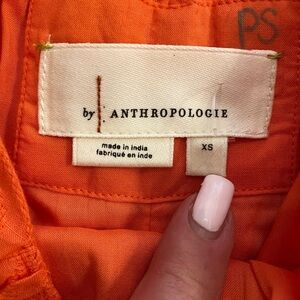 PS
by ANTHROPOLOGIE
made in india
fabriqué en inde
XS